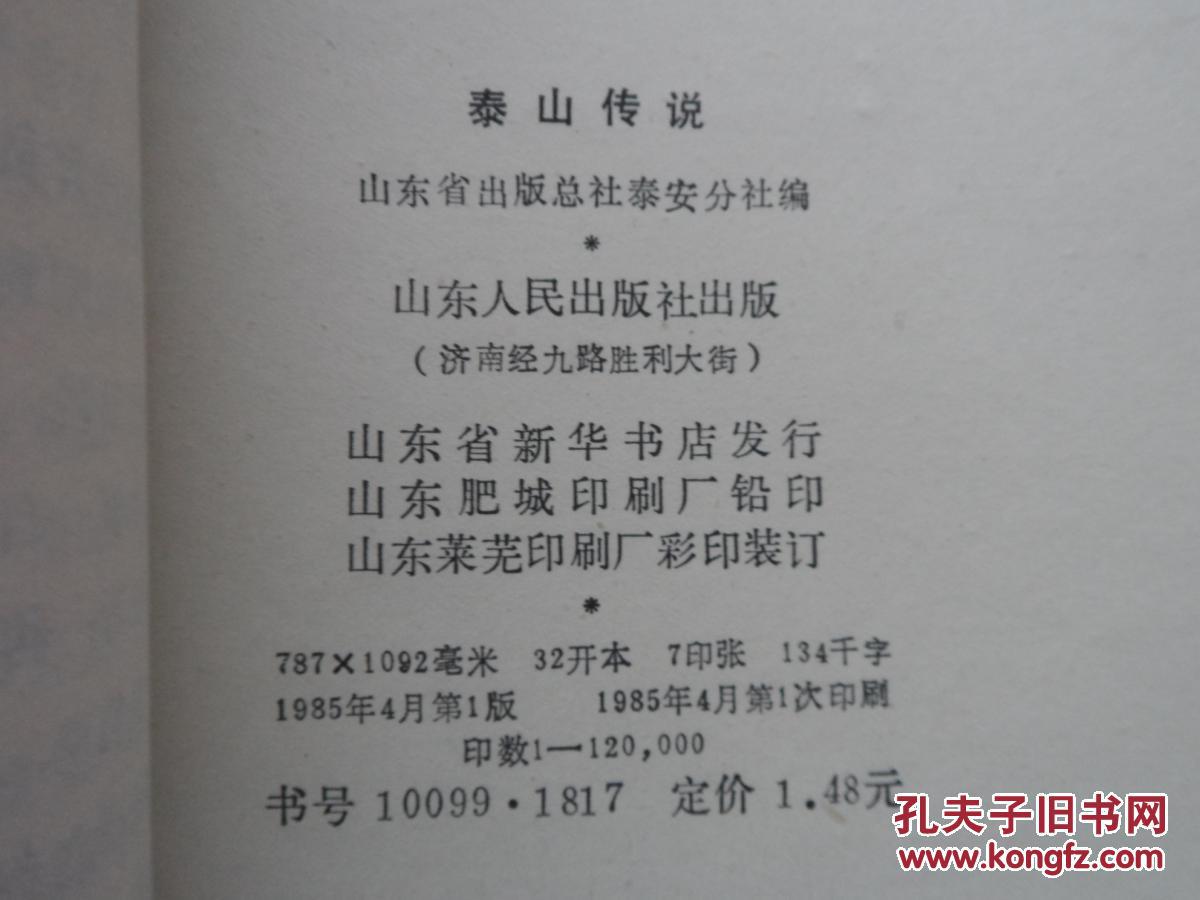 泰山传说
山东省出版总社泰安分社编
*
山东人民出版社出版
(济南经九路胜利大街)
山东省新华书店发行
山东肥城印刷厂铅印
山东莱芜印刷厂彩印装订
*
787×1092毫米 32开本 7印张 134千字
1985年4月第1版 1985年4月第1次印刷
印数1—120,000
书号 10099·1817 定价 1.48元
孔夫子旧书网
www.kongfz.com